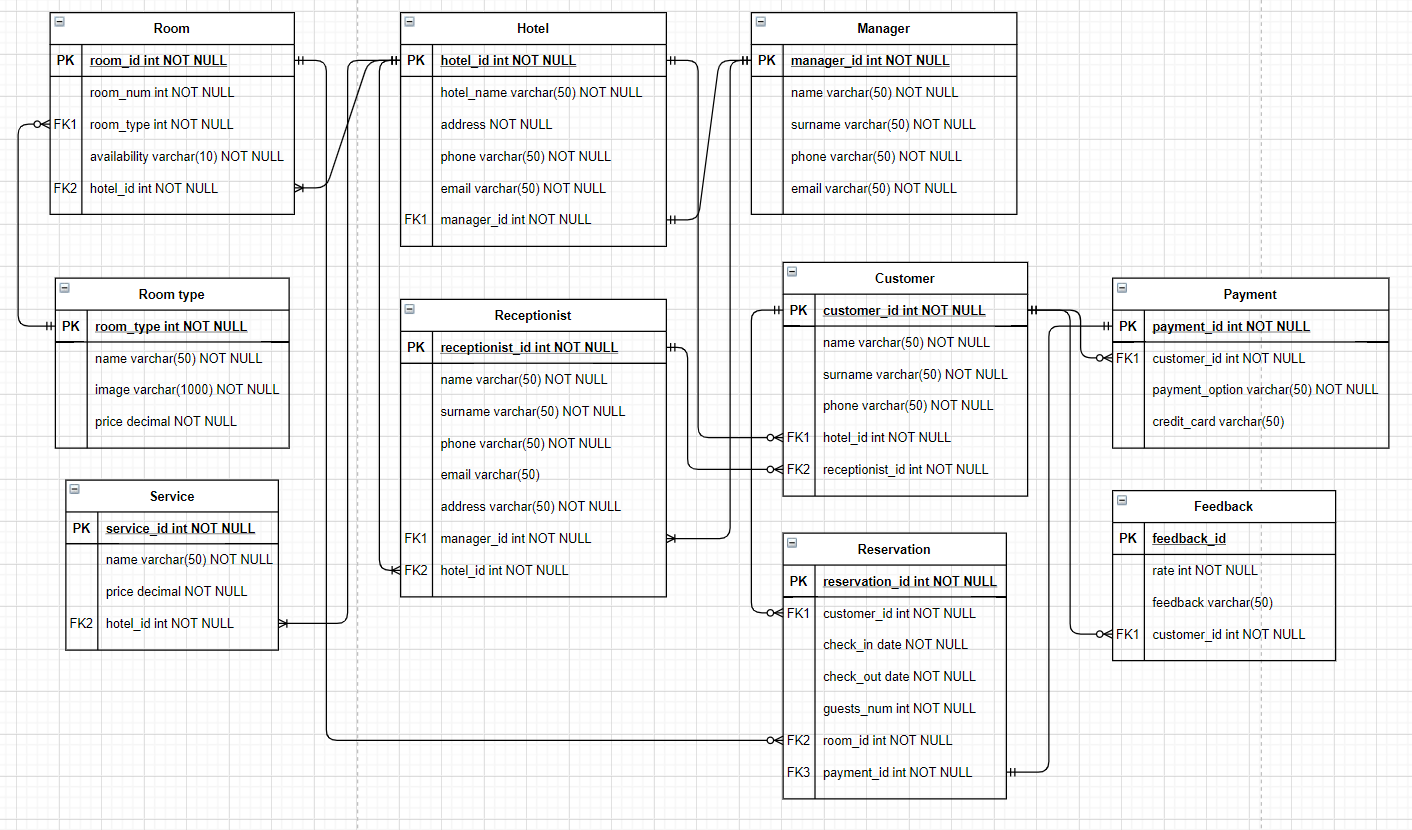 Room
PK room_id int NOT NULL
room_num int NOT NULL
FK1 room_type int NOT NULL
availability varchar(10) NOT NULL
FK2 hotel_id int NOT NULL
Hotel
PK hotel_id int NOT NULL
hotel_name varchar(50) NOT NULL
address NOT NULL
phone varchar(50) NOT NULL
email varchar(50) NOT NULL
FK1 manager_id int NOT NULL
Manager
PK manager_id int NOT NULL
name varchar(50) NOT NULL
surname varchar(50) NOT NULL
phone varchar(50) NOT NULL
email varchar(50) NOT NULL
Room type
PK room_type int NOT NULL
name varchar(50) NOT NULL
image varchar(1000) NOT NULL
price decimal NOT NULL
Receptionist
PK receptionist_id int NOT NULL
name varchar(50) NOT NULL
surname varchar(50) NOT NULL
phone varchar(50) NOT NULL
email varchar(50)
address varchar(50) NOT NULL
FK1 manager_id int NOT NULL
FK2 hotel_id int NOT NULL
Customer
PK customer_id int NOT NULL
name varchar(50) NOT NULL
surname varchar(50) NOT NULL
phone varchar(50) NOT NULL
FK1 hotel_id int NOT NULL
FK2 receptionist_id int NOT NULL
Payment
PK payment_id int NOT NULL
FK1 customer_id int NOT NULL
payment_option varchar(50) NOT NULL
credit_card varchar(50)
Service
PK service_id int NOT NULL
name varchar(50) NOT NULL
price decimal NOT NULL
FK2 hotel_id int NOT NULL
Reservation
PK reservation_id int NOT NULL
FK1 customer_id int NOT NULL
check_in date NOT NULL
check_out date NOT NULL
guests_num int NOT NULL
FK2 room_id int NOT NULL
FK3 payment_id int NOT NULL
Feedback
PK feedback_id
rate int NOT NULL
feedback varchar(50)
FK1 customer_id int NOT NULL